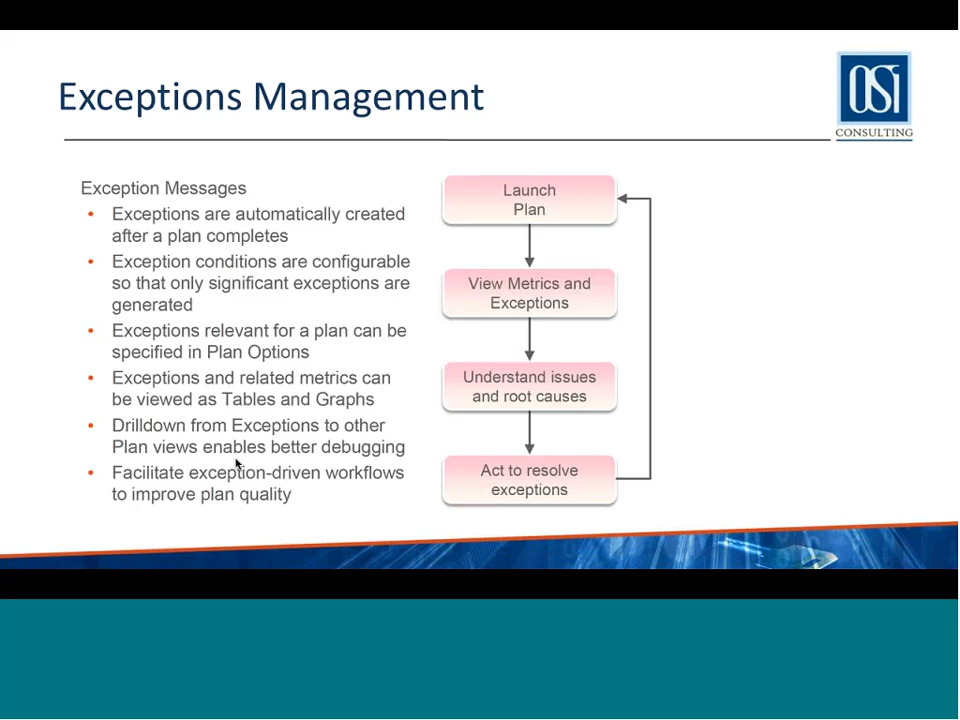 Exceptions Management
OSi
CONSULTING
Exception Messages
• Exceptions are automatically created
after a plan completes
• Exception conditions are configurable
so that only significant exceptions are
generated
• Exceptions relevant for a plan can be
specified in Plan Options
• Exceptions and related metrics can
be viewed as Tables and Graphs
• Drilldown from Exceptions to other
Plan views enables better debugging
• Facilitate exception-driven workflows
to improve plan quality
Launch
Plan
View Metrics and
Exceptions
Understand issues
and root causes
Act to resolve
exceptions